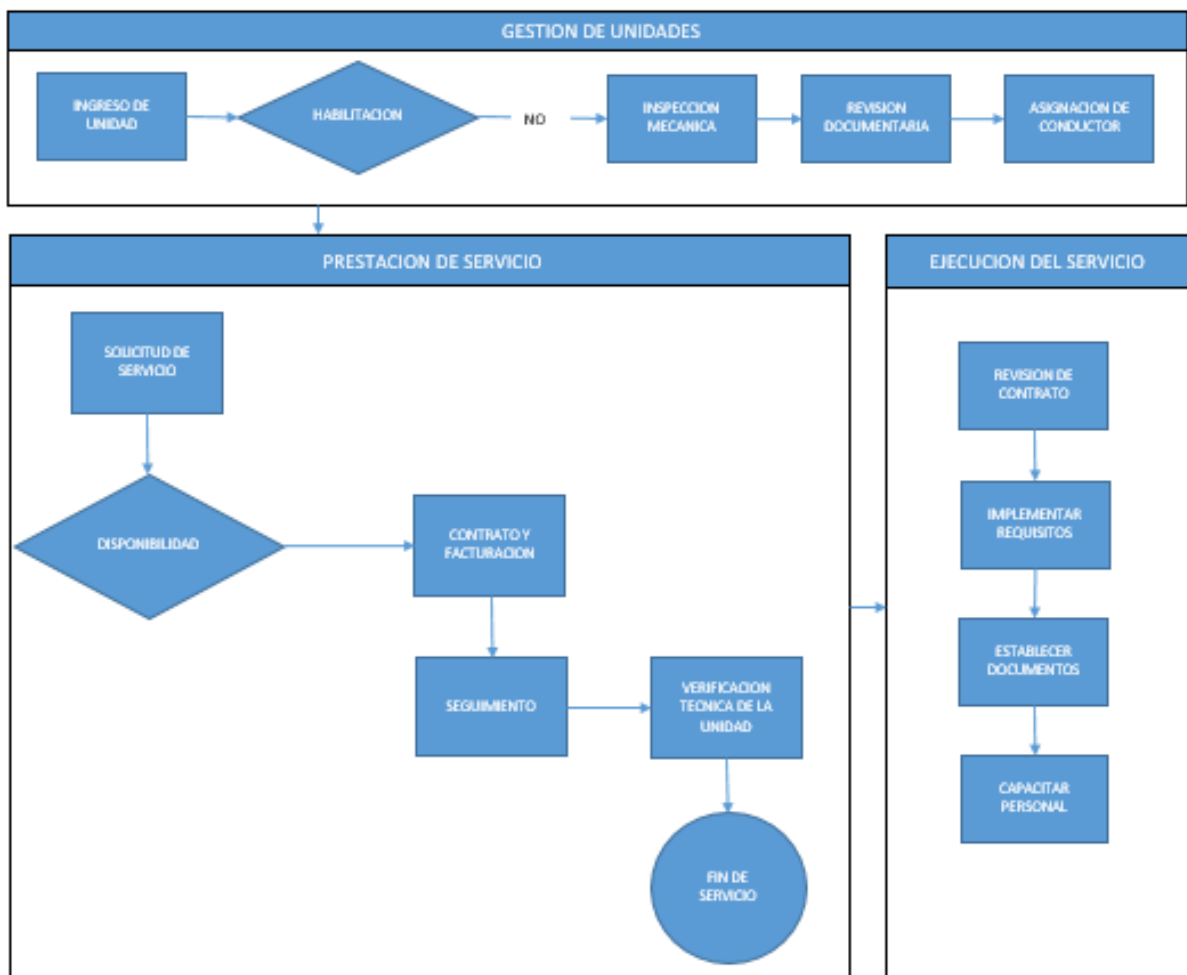 GESTION DE UNIDADES
INGRESO DE
UNIDAD
HABILITACION
NO
INSPECCION
MECANICA
REVISION
DOCUMENTARIA
ASIGNACION DE
CONDUCTOR
PRESTACION DE SERVICIO
SOLICITUD DE
SERVICIO
DISPONIBILIDAD
CONTRATO Y
FACTURACION
SEGUIMIENTO
VERIFICACION
TECNICA DE LA
UNIDAD
FIN DE
SERVICIO
EJECUCION DEL SERVICIO
REVISION DE
CONTRATO
IMPLEMENTAR
REQUISITOS
ESTABLECER
DOCUMENTOS
CAPACITAR
PERSONAL